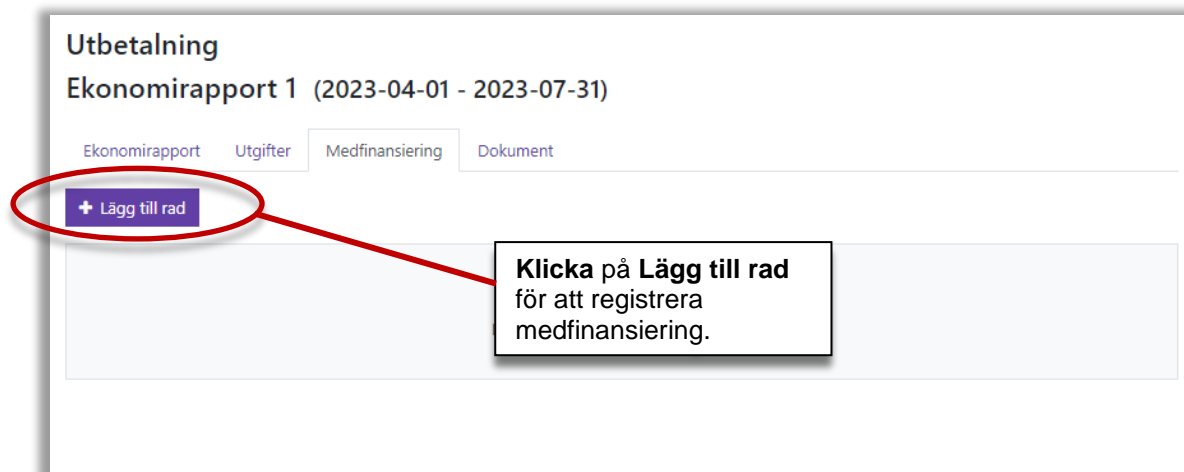 Utbetalning
Ekonomirapport 1 (2023-04-01 - 2023-07-31)
Ekonomirapport Utgifter Medfinansiering Dokument
+ Lägg till rad
Klicka på Lägg till rad
för att registrera
medfinansiering.